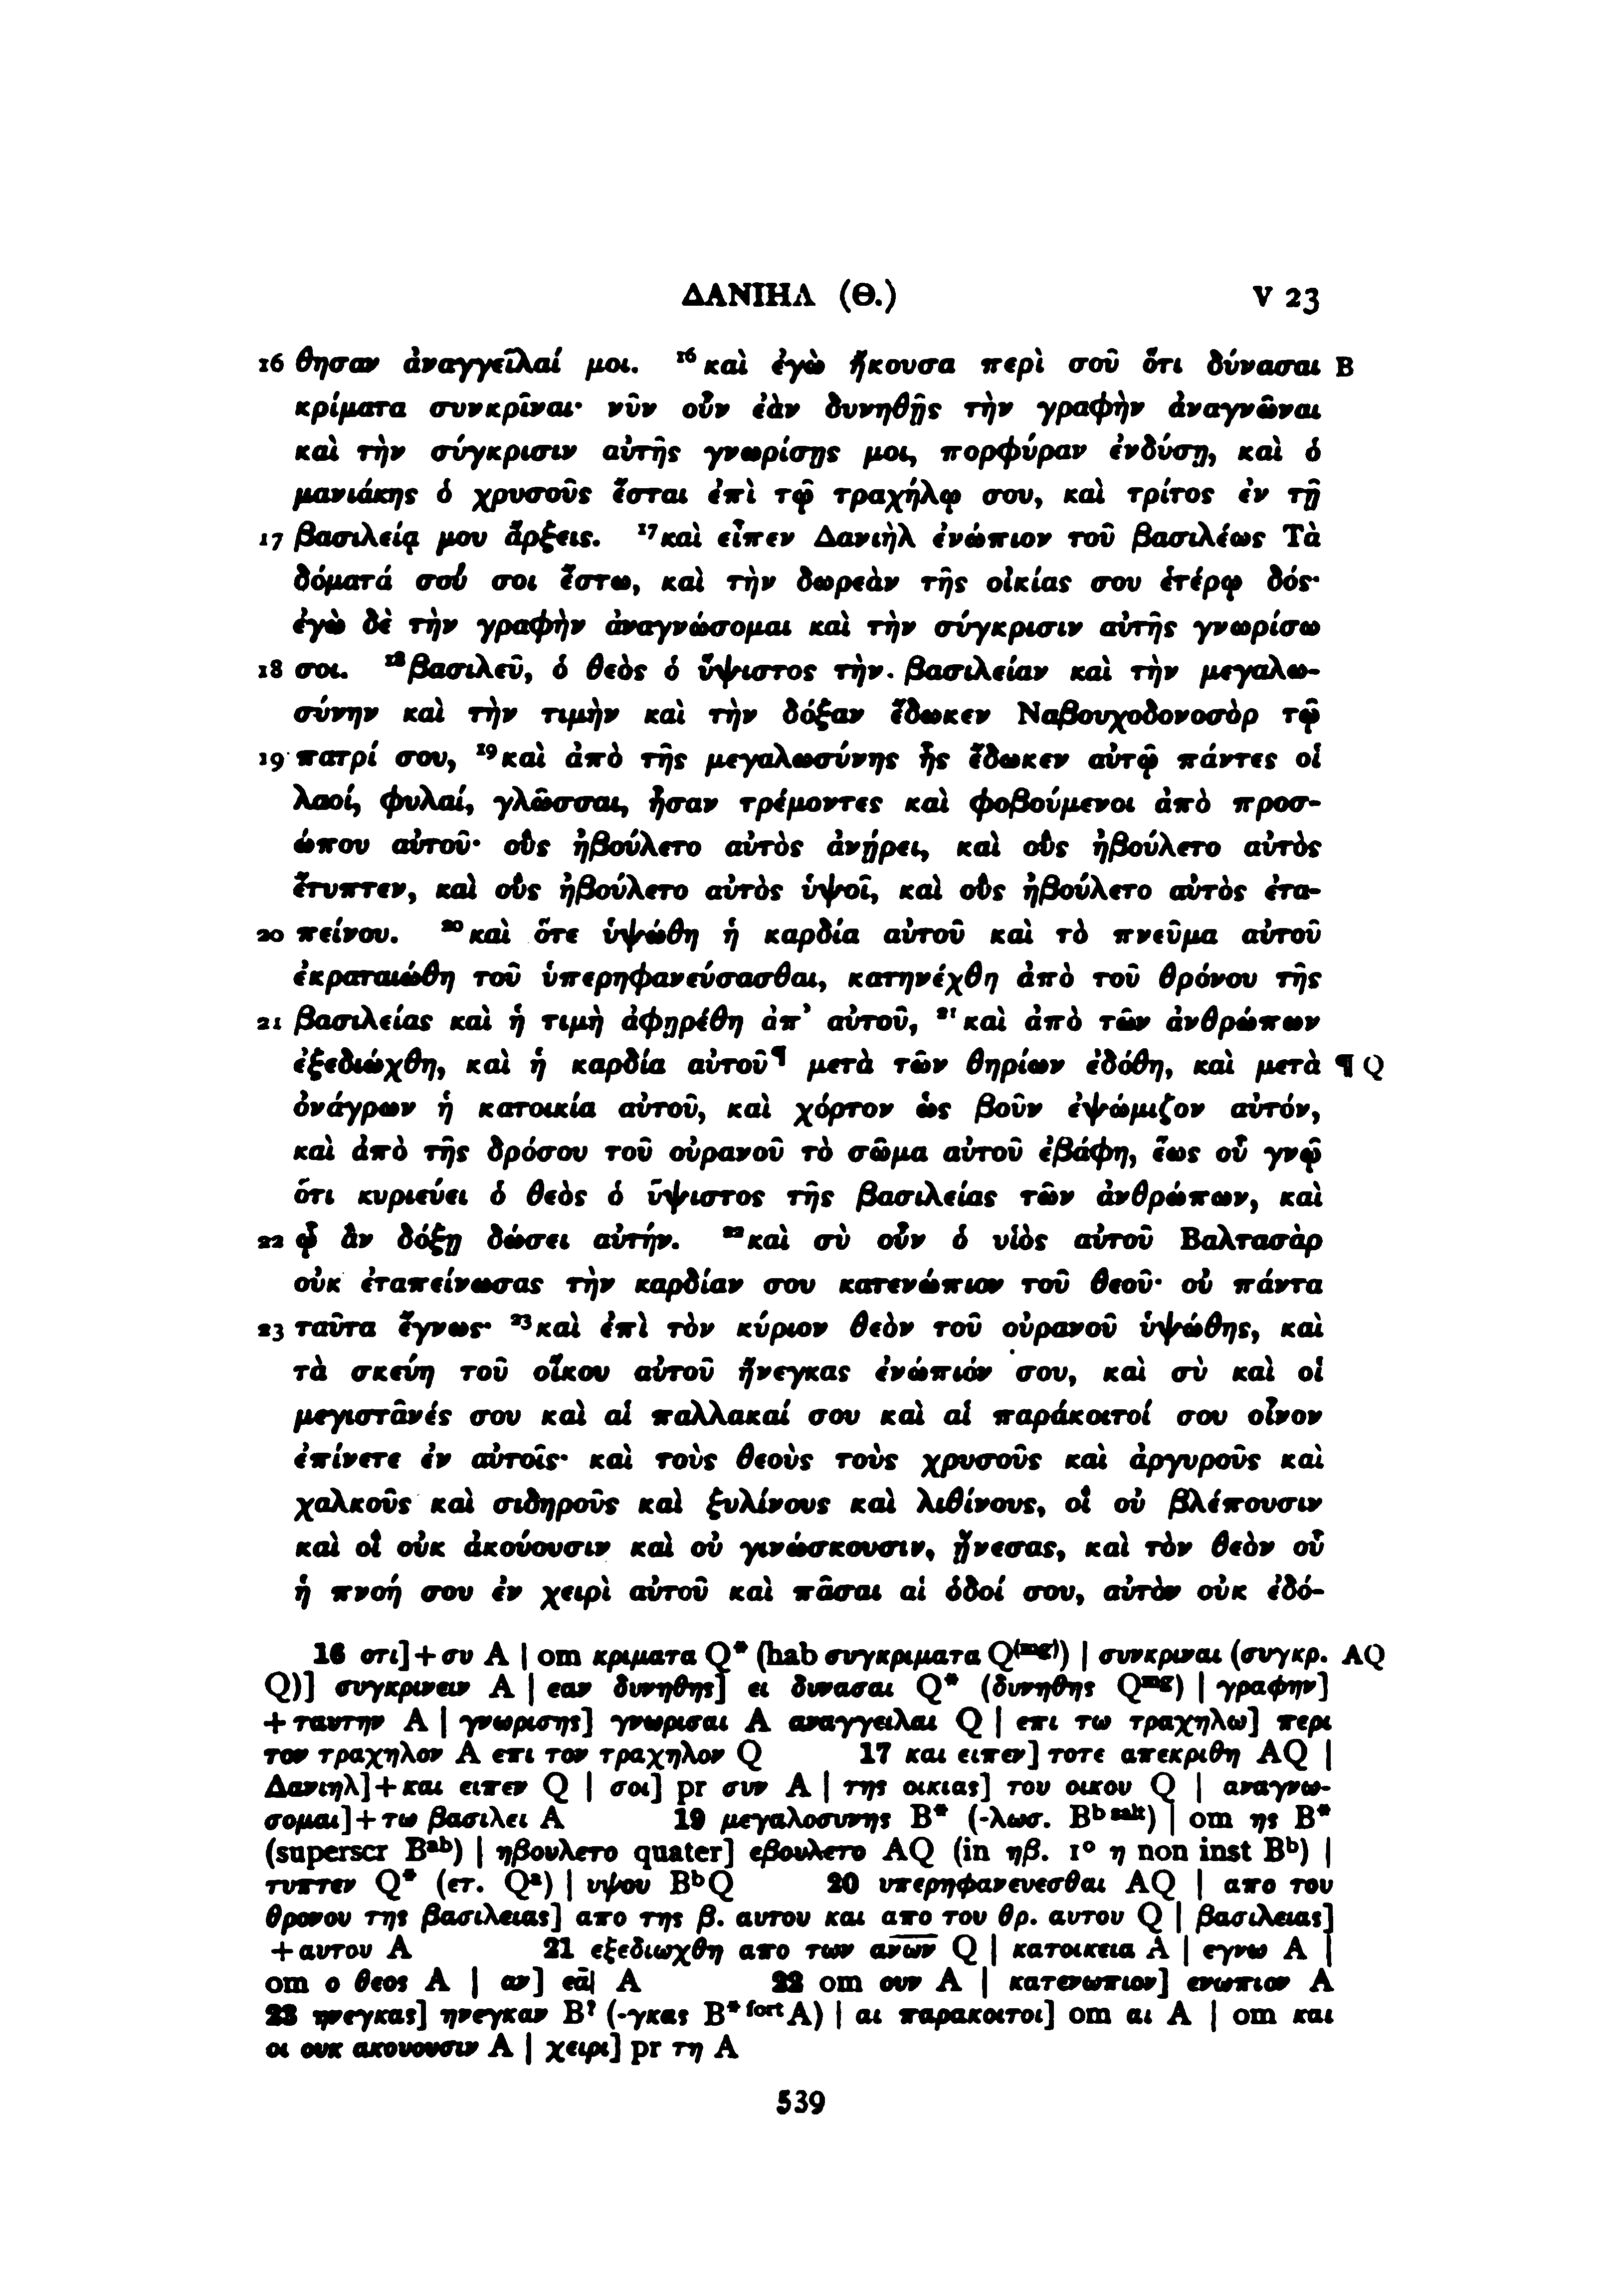 ΔΑΝΙΗΛ (Θ.) V 23
16 θησαν ἀναγγεῖλαί μοι. ¹⁶καὶ ἐγὼ ἤκουσα περὶ σοῦ ὅτι δύνασαι B
κρίματα συνκρῖναι· νῦν οὖν ἐὰν δυνηθῇς τὴν γραφὴν ἀναγνῶναι
καὶ τὴν σύγκρισιν αὐτῆς γνωρίσῃς μοι, πορφύραν ἐνδύσῃ, καὶ ὁ
μανιάκης ὁ χρυσοῦς ἔσται ἐπὶ τῷ τραχήλῳ σου, καὶ τρίτος ἐν τῇ
17 βασιλείᾳ μου ἄρξεις. ¹⁷καὶ εἶπεν Δανιὴλ ἐνώπιον τοῦ βασιλέως Τὰ
δόματά σού σοι ἔστω, καὶ τὴν δωρεὰν τῆς οἰκίας σου ἑτέρῳ δός·
ἐγὼ δὲ τὴν γραφὴν ἀναγνώσομαι καὶ τὴν σύγκρισιν αὐτῆς γνωρίσω
18 σοι. ¹⁸βασιλεῦ, ὁ θεὸς ὁ ὕψιστος τὴν βασιλείαν καὶ τὴν μεγαλω-
σύνην καὶ τὴν τιμὴν καὶ τὴν δόξαν ἔδωκεν Ναβουχοδονοσὸρ τῷ
19 πατρί σου, ¹⁹καὶ ἀπὸ τῆς μεγαλωσύνης ἧς ἔδωκεν αὐτῷ πάντες οἱ
λαοί, φυλαί, γλῶσσαι, ἦσαν τρέμοντες καὶ φοβούμενοι ἀπὸ προσ-
ώπου αὐτοῦ· οὓς ἠβούλετο αὐτὸς ἀνῄρει, καὶ οὓς ἠβούλετο αὐτὸς
ἔτυπτεν, καὶ οὓς ἠβούλετο αὐτὸς ὑψοῖ, καὶ οὓς ἠβούλετο αὐτὸς ἐτα-
20 πείνου. ²⁰καὶ ὅτε ὑψώθη ἡ καρδία αὐτοῦ καὶ τὸ πνεῦμα αὐτοῦ
ἐκραταιώθη τοῦ ὑπερηφανεύσασθαι, κατηνέχθη ἀπὸ τοῦ θρόνου τῆς
21 βασιλείας καὶ ἡ τιμὴ ἀφῃρέθη ἀπ’ αὐτοῦ, ²¹καὶ ἀπὸ τῶν ἀνθρώπων
ἐξεδιώχθη, καὶ ἡ καρδία αὐτοῦ¶ μετὰ τῶν θηρίων ἐδόθη, καὶ μετὰ ¶ Q
ὀνάγρων ἡ κατοικία αὐτοῦ, καὶ χόρτον ὡς βοῦν ἐψώμιζον αὐτόν,
καὶ ἀπὸ τῆς δρόσου τοῦ οὐρανοῦ τὸ σῶμα αὐτοῦ ἐβάφη, ἕως οὗ γνῷ
ὅτι κυριεύει ὁ θεὸς ὁ ὕψιστος τῆς βασιλείας τῶν ἀνθρώπων, καὶ
22 ᾧ ἂν δόξῃ δώσει αὐτήν. ²²καὶ σὺ οὖν ὁ υἱὸς αὐτοῦ Βαλτασὰρ
οὐκ ἐταπείνωσας τὴν καρδίαν σου κατενώπιον τοῦ θεοῦ· οὐ πάντα
23 ταῦτα ἔγνως· ²³καὶ ἐπὶ τὸν κύριον θεὸν τοῦ οὐρανοῦ ὑψώθης, καὶ
τὰ σκεύη τοῦ οἴκου αὐτοῦ ἤνεγκας ἐνώπιόν σου, καὶ σὺ καὶ οἱ
μεγιστᾶνές σου καὶ αἱ παλλακαί σου καὶ αἱ παράκοιτοί σου οἶνον
ἐπίνετε ἐν αὐτοῖς· καὶ τοὺς θεοὺς τοὺς χρυσοῦς καὶ ἀργυροῦς καὶ
χαλκοῦς καὶ σιδηροῦς καὶ ξυλίνους καὶ λιθίνους, οἳ οὐ βλέπουσιν
καὶ οἳ οὐκ ἀκούουσιν καὶ οὐ γινώσκουσιν, ᾔνεσας, καὶ τὸν θεὸν οὗ
ἡ πνοή σου ἐν χειρὶ αὐτοῦ καὶ πᾶσαι αἱ ὁδοί σου, αὐτὸν οὐκ ἐδό-
16 οτι]+συ A | om κριματα Q* (hab συγκριματα Q(mg)) | συνκριναι (συγκρ. AQ
Q)] συγκρινειν A | εαν δυνηθης] ει δυνασαι Q* (δυνηθης Qmg) | γραφην]
+ταυτην A | γνωρισης] γνωρισαι A αναγγειλαι Q | επι τω τραχηλω] περι
τον τραχηλον A επι τον τραχηλον Q 17 και ειπεν] τοτε απεκριθη AQ |
Δανιηλ]+και ειπεν Q | σοι] pr συν A | της οικιας] του οικου Q | αναγνω-
σομαι]+τω βασιλει A 19 μεγαλοσυνης B* (-λωσ. Bb salt) | om ης B*
(superscr Bab) | ηβουλετο quater] εβουλετο AQ (in ηβ. 1° η non inst Bb) |
τυπτεν Q* (ετ. Qa) | υψου BbQ 20 υπερηφανευεσθαι AQ | απο του
θρονου της βασιλειας] απο της β. αυτου και απο του θρ. αυτου Q | βασιλειας]
+αυτου A 21 εξεδιωχθη απο των α̅ν̅ω̅ν̅ Q | κατοικεια A | εγνω A |
om ο θεος A | αν] εα̅| A 22 om ουν A | κατενωπιον] ενωπιον A
23 ηνεγκας] ηνεγκαν B? (-γκας B* fort A) | αι παρακοιτοι] om αι A | om και
οι ουκ ακουουσιν A | χειρι] pr τη A
539